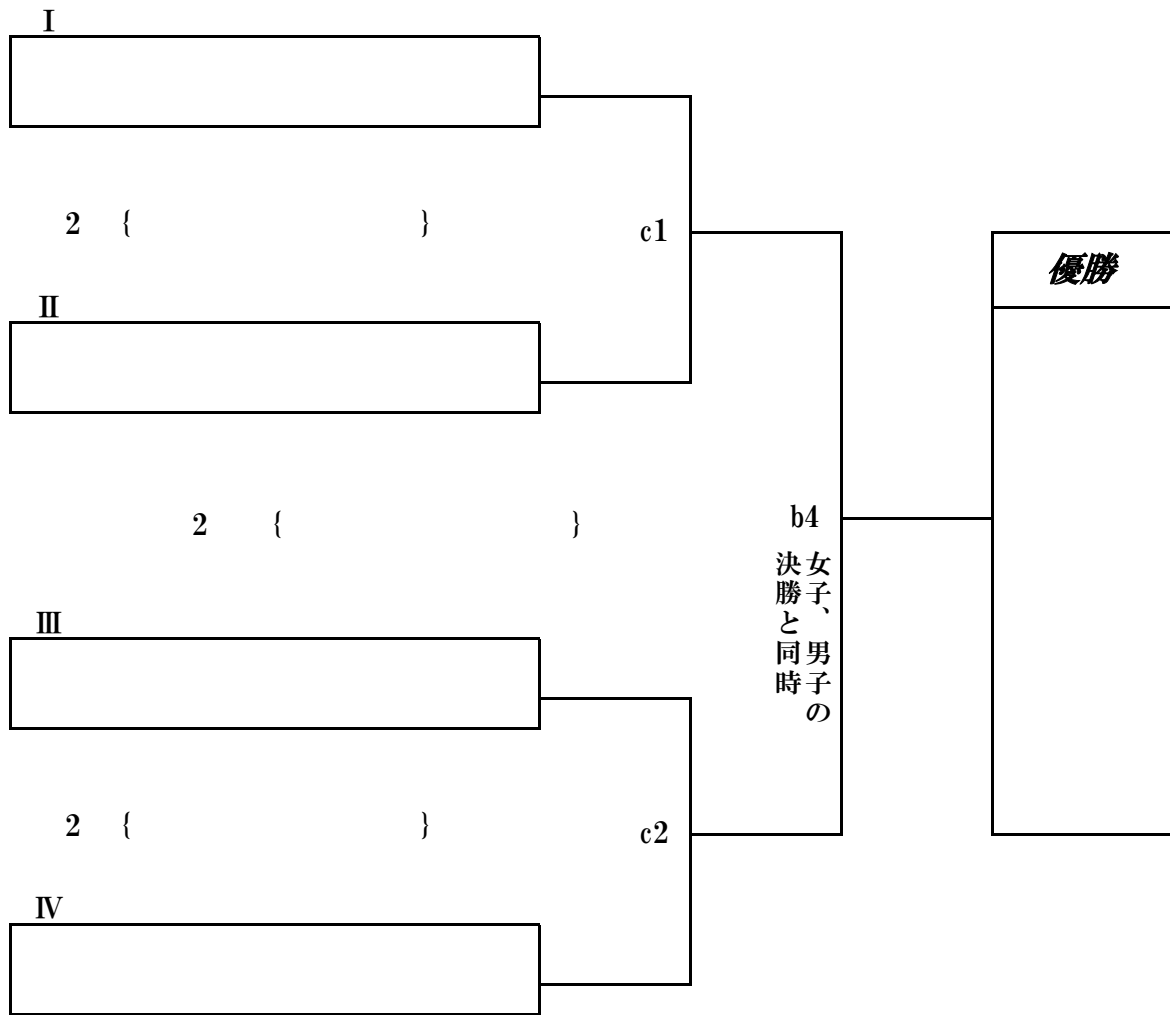 Ⅰ
2 { } c1
優勝
Ⅱ
2 { } b4
女子、男子の
決勝と同時
Ⅲ
2 { } c2
Ⅳ